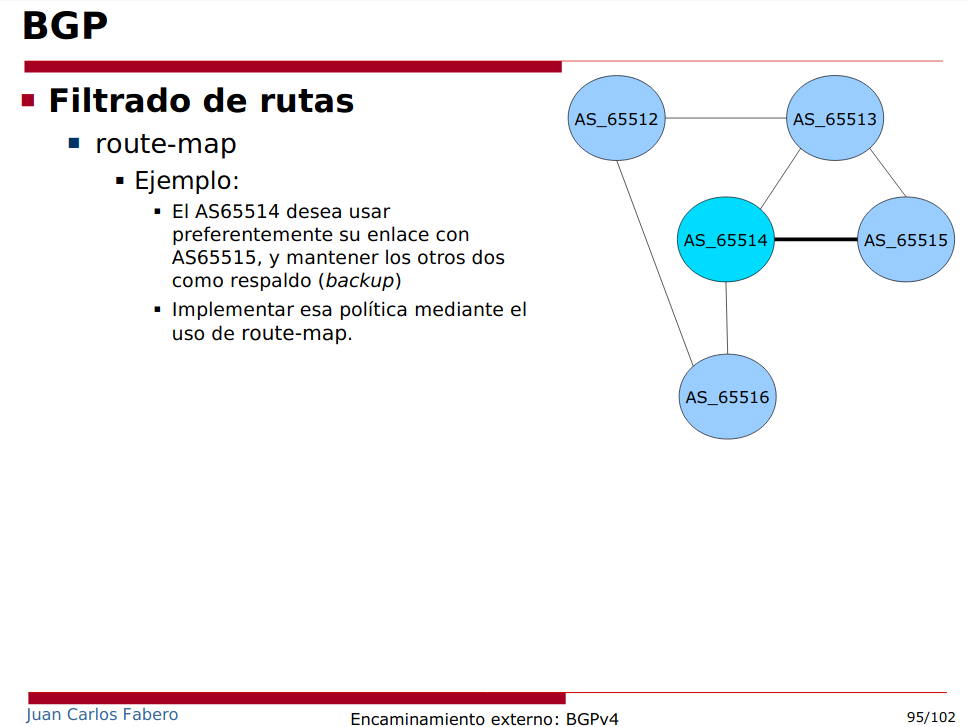 BGP
Filtrado de rutas
route-map
Ejemplo:
El AS65514 desea usar
preferentemente su enlace con
AS65515, y mantener los otros dos
como respaldo (backup)
Implementar esa política mediante el
uso de route-map.
AS_65512
AS_65513
AS_65514
AS_65515
AS_65516
Juan Carlos Fabero
Encaminamiento externo: BGPv4
95/102